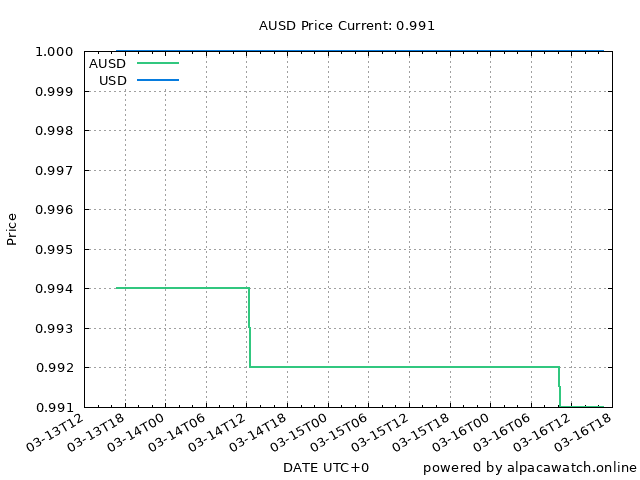 AUSD Price Current: 0.991
1.000
AUSD
USD
0.999
0.998
0.997
0.996
0.995
0.994
0.993
0.992
0.991
Price
03-13T12
03-13T18
03-14T00
03-14T06
03-14T12
03-14T18
03-15T00
03-15T06
03-15T12
03-15T18
03-16T00
03-16T06
03-16T12
03-16T18
DATE UTC+0
powered by alpacawatch.online